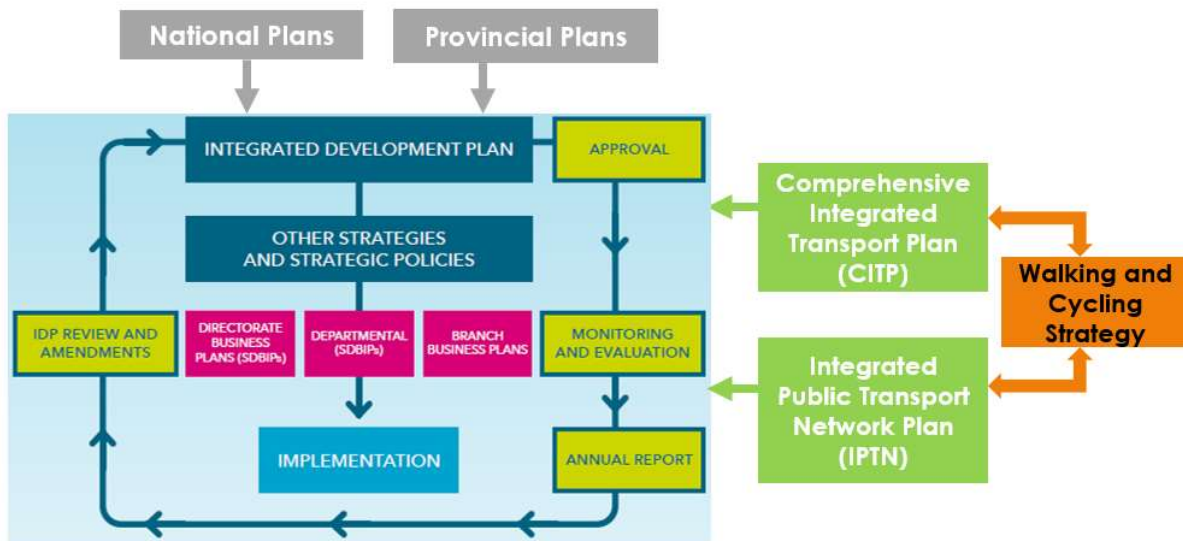 National Plans
Provincial Plans
INTEGRATED DEVELOPMENT PLAN
APPROVAL
OTHER STRATEGIES
AND STRATEGIC POLICIES
IDP REVIEW AND
AMENDMENTS
DIRECTORATE
BUSINESS
PLANS (SDBIPs)
DEPARTMENTAL
(SDBIPs)
BRANCH
BUSINESS PLANS
MONITORING
AND EVALUATION
IMPLEMENTATION
ANNUAL REPORT
Comprehensive
Integrated
Transport Plan
(CITP)
Integrated
Public Transport
Network Plan
(IPTN)
Walking and
Cycling
Strategy